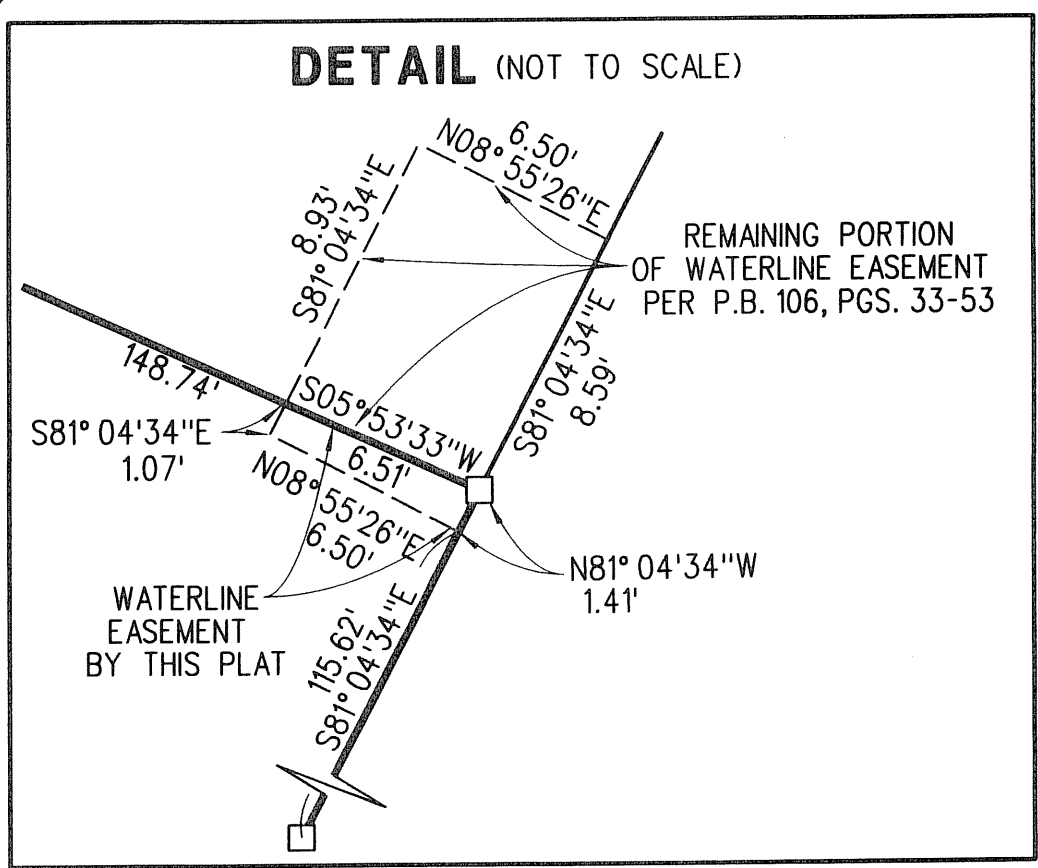 DETAIL (NOT TO SCALE)
6.50'
N08° 55'26"E
8.93'
S81° 04'34"E
REMAINING PORTION
OF WATERLINE EASEMENT
PER P.B. 106, PGS. 33-53
S81° 04'34"E
8.59'
148.74'
S05° 53'33"W
6.51'
S81° 04'34"E
1.07'
N08° 55'26"E
6.50'
N81° 04'34"W
1.41'
WATERLINE
EASEMENT
BY THIS PLAT
115.62'
S81° 04'34"E